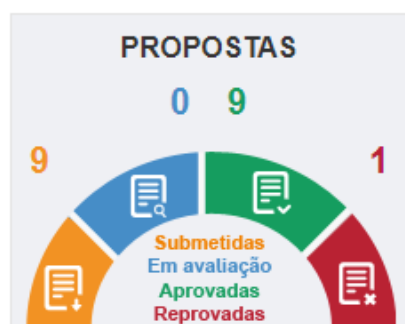 PROPOSTAS
0 9
9 1
Submetidas
Em avaliação
Aprovadas
Reprovadas